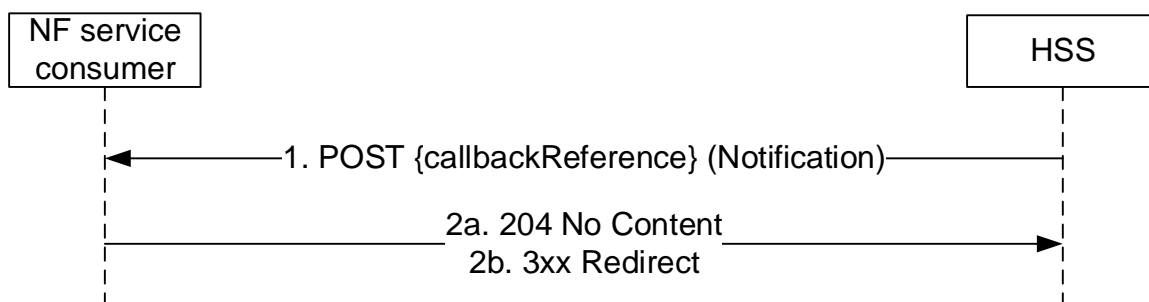 NF service
consumer
HSS
1. POST {callbackReference} (Notification)
2a. 204 No Content
2b. 3xx Redirect